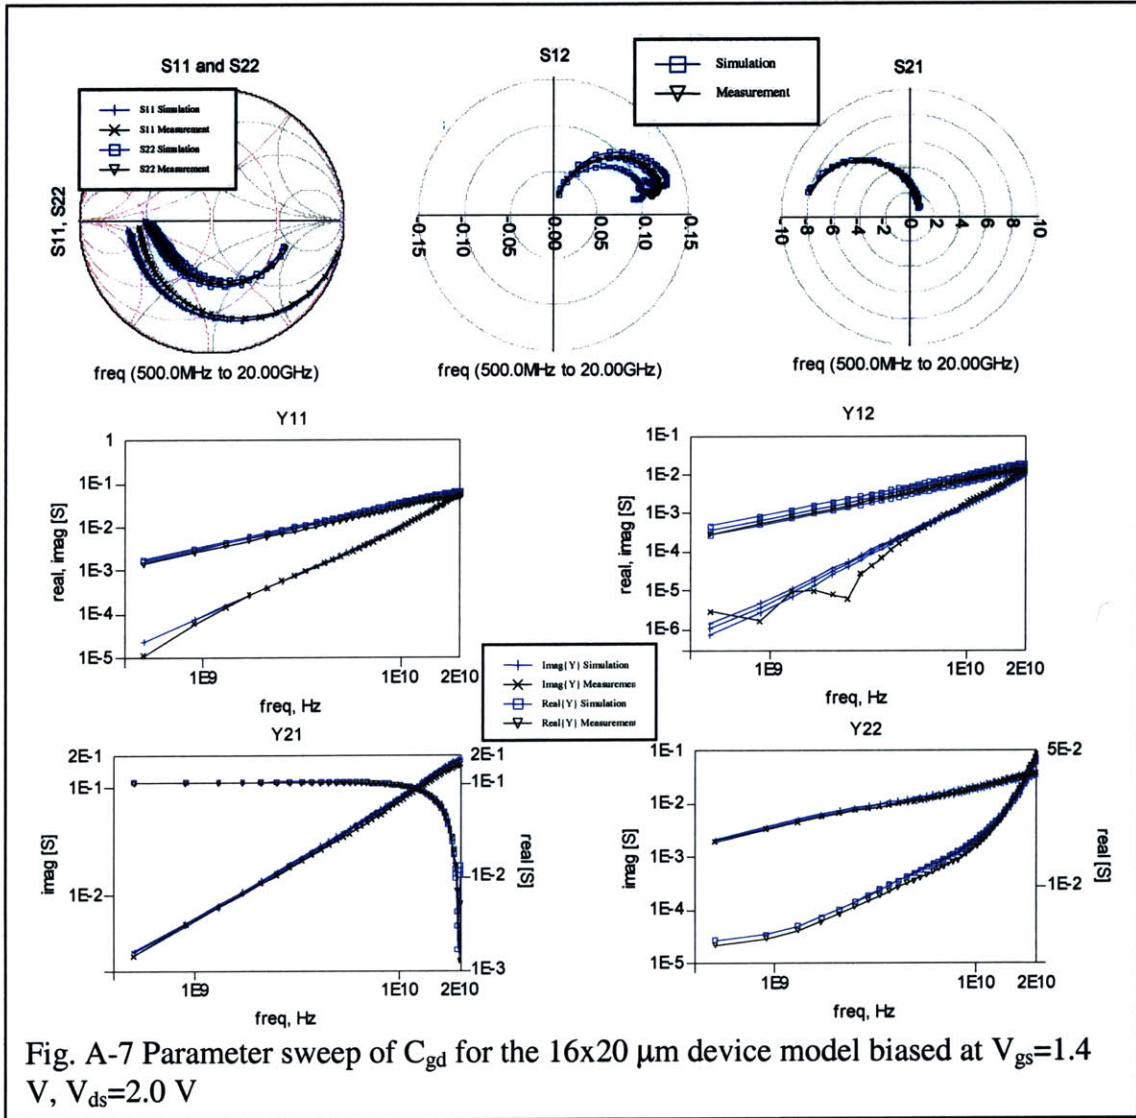 S11 and S22
S11 Simulation
S11 Measurement
S22 Simulation
S22 Measurement
S11, S22
freq (500.0MHz to 20.00GHz)
S12
-0.15
-0.10
-0.05
0.00
0.05
0.10
0.15
freq (500.0MHz to 20.00GHz)
Simulation
Measurement
S21
-10
-8
-6
-4
-2
0
2
4
6
8
10
freq (500.0MHz to 20.00GHz)
Y11
real, imag [S]
1
1E-1
1E-2
1E-3
1E-4
1E-5
1E9
1E10
2E10
freq, Hz
Y12
real, imag [S]
1E-1
1E-2
1E-3
1E-4
1E-5
1E-6
1E9
1E10
2E10
freq, Hz
Imag(Y) Simulation
Imag(Y) Measuremen
Real(Y) Simulation
Real(Y) Measurement
Y21
imag [S]
2E-1
1E-1
1E-2
2E-1
1E-1
1E-2
1E-3
real [S]
1E9
1E10
2E10
freq, Hz
Y22
imag [S]
1E-1
1E-2
1E-3
1E-4
1E-5
5E-2
1E-2
real [S]
1E9
1E10
2E10
freq, Hz
Fig. A-7 Parameter sweep of Cgd for the 16x20 μm device model biased at Vgs=1.4
V, Vds=2.0 V